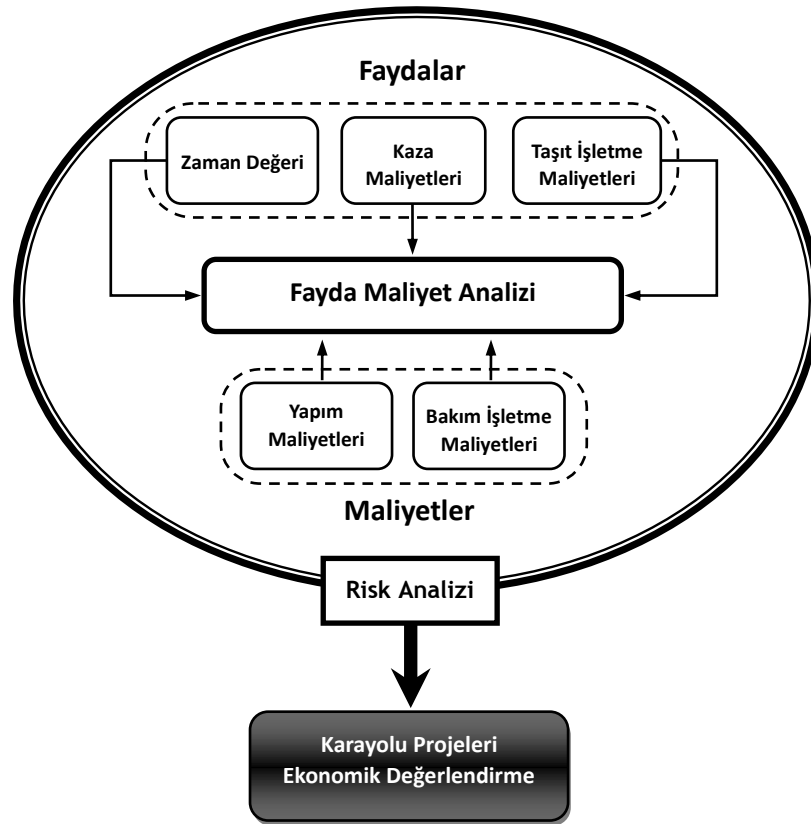 Faydalar
Zaman Değeri
Kaza
Maliyetleri
Taşıt İşletme
Maliyetleri
Fayda Maliyet Analizi
Yapım
Maliyetleri
Bakım İşletme
Maliyetleri
Maliyetler
Risk Analizi
Karayolu Projeleri
Ekonomik Değerlendirme